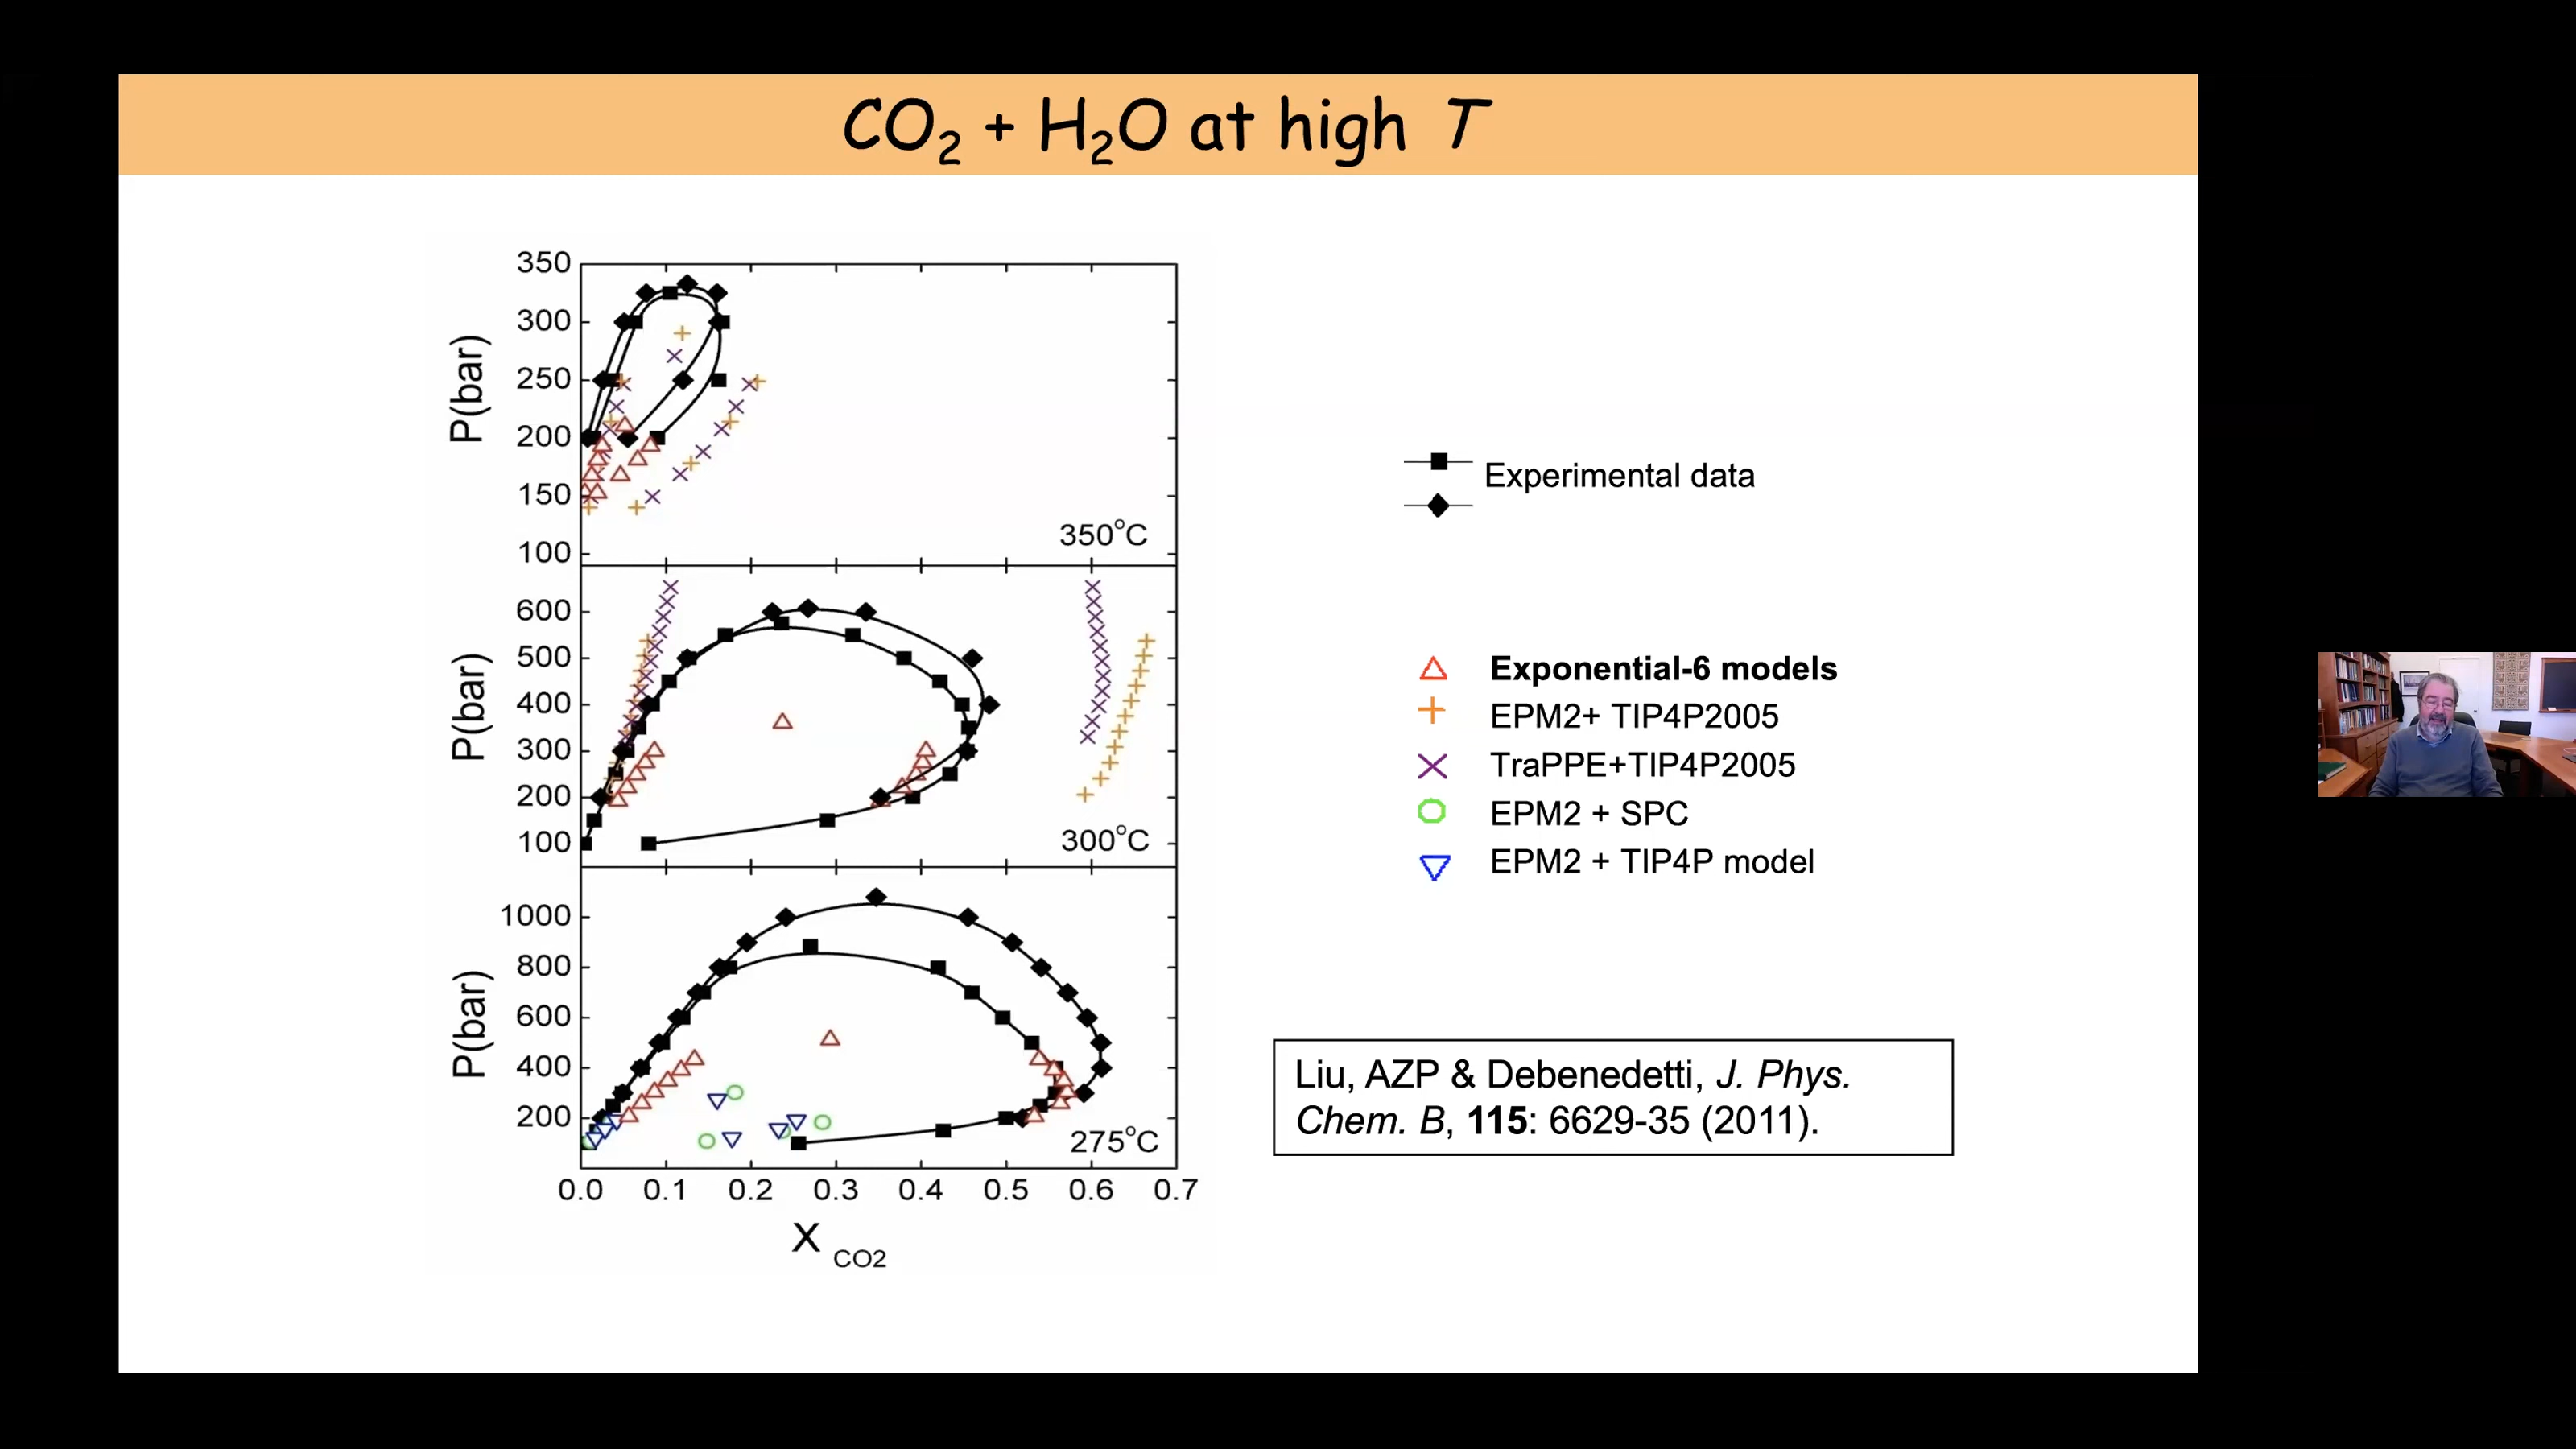 CO2 + H2O at high T
350
300
250
200
150
100
P(bar)
350°C
600
500
400
300
200
100
P(bar)
300°C
1000
800
600
400
200
P(bar)
275°C
0.0 0.1 0.2 0.3 0.4 0.5 0.6 0.7
X CO2
Experimental data
Exponential-6 models
EPM2+ TIP4P2005
TraPPE+TIP4P2005
EPM2 + SPC
EPM2 + TIP4P model
Liu, AZP & Debenedetti, J. Phys.
Chem. B, 115: 6629-35 (2011).